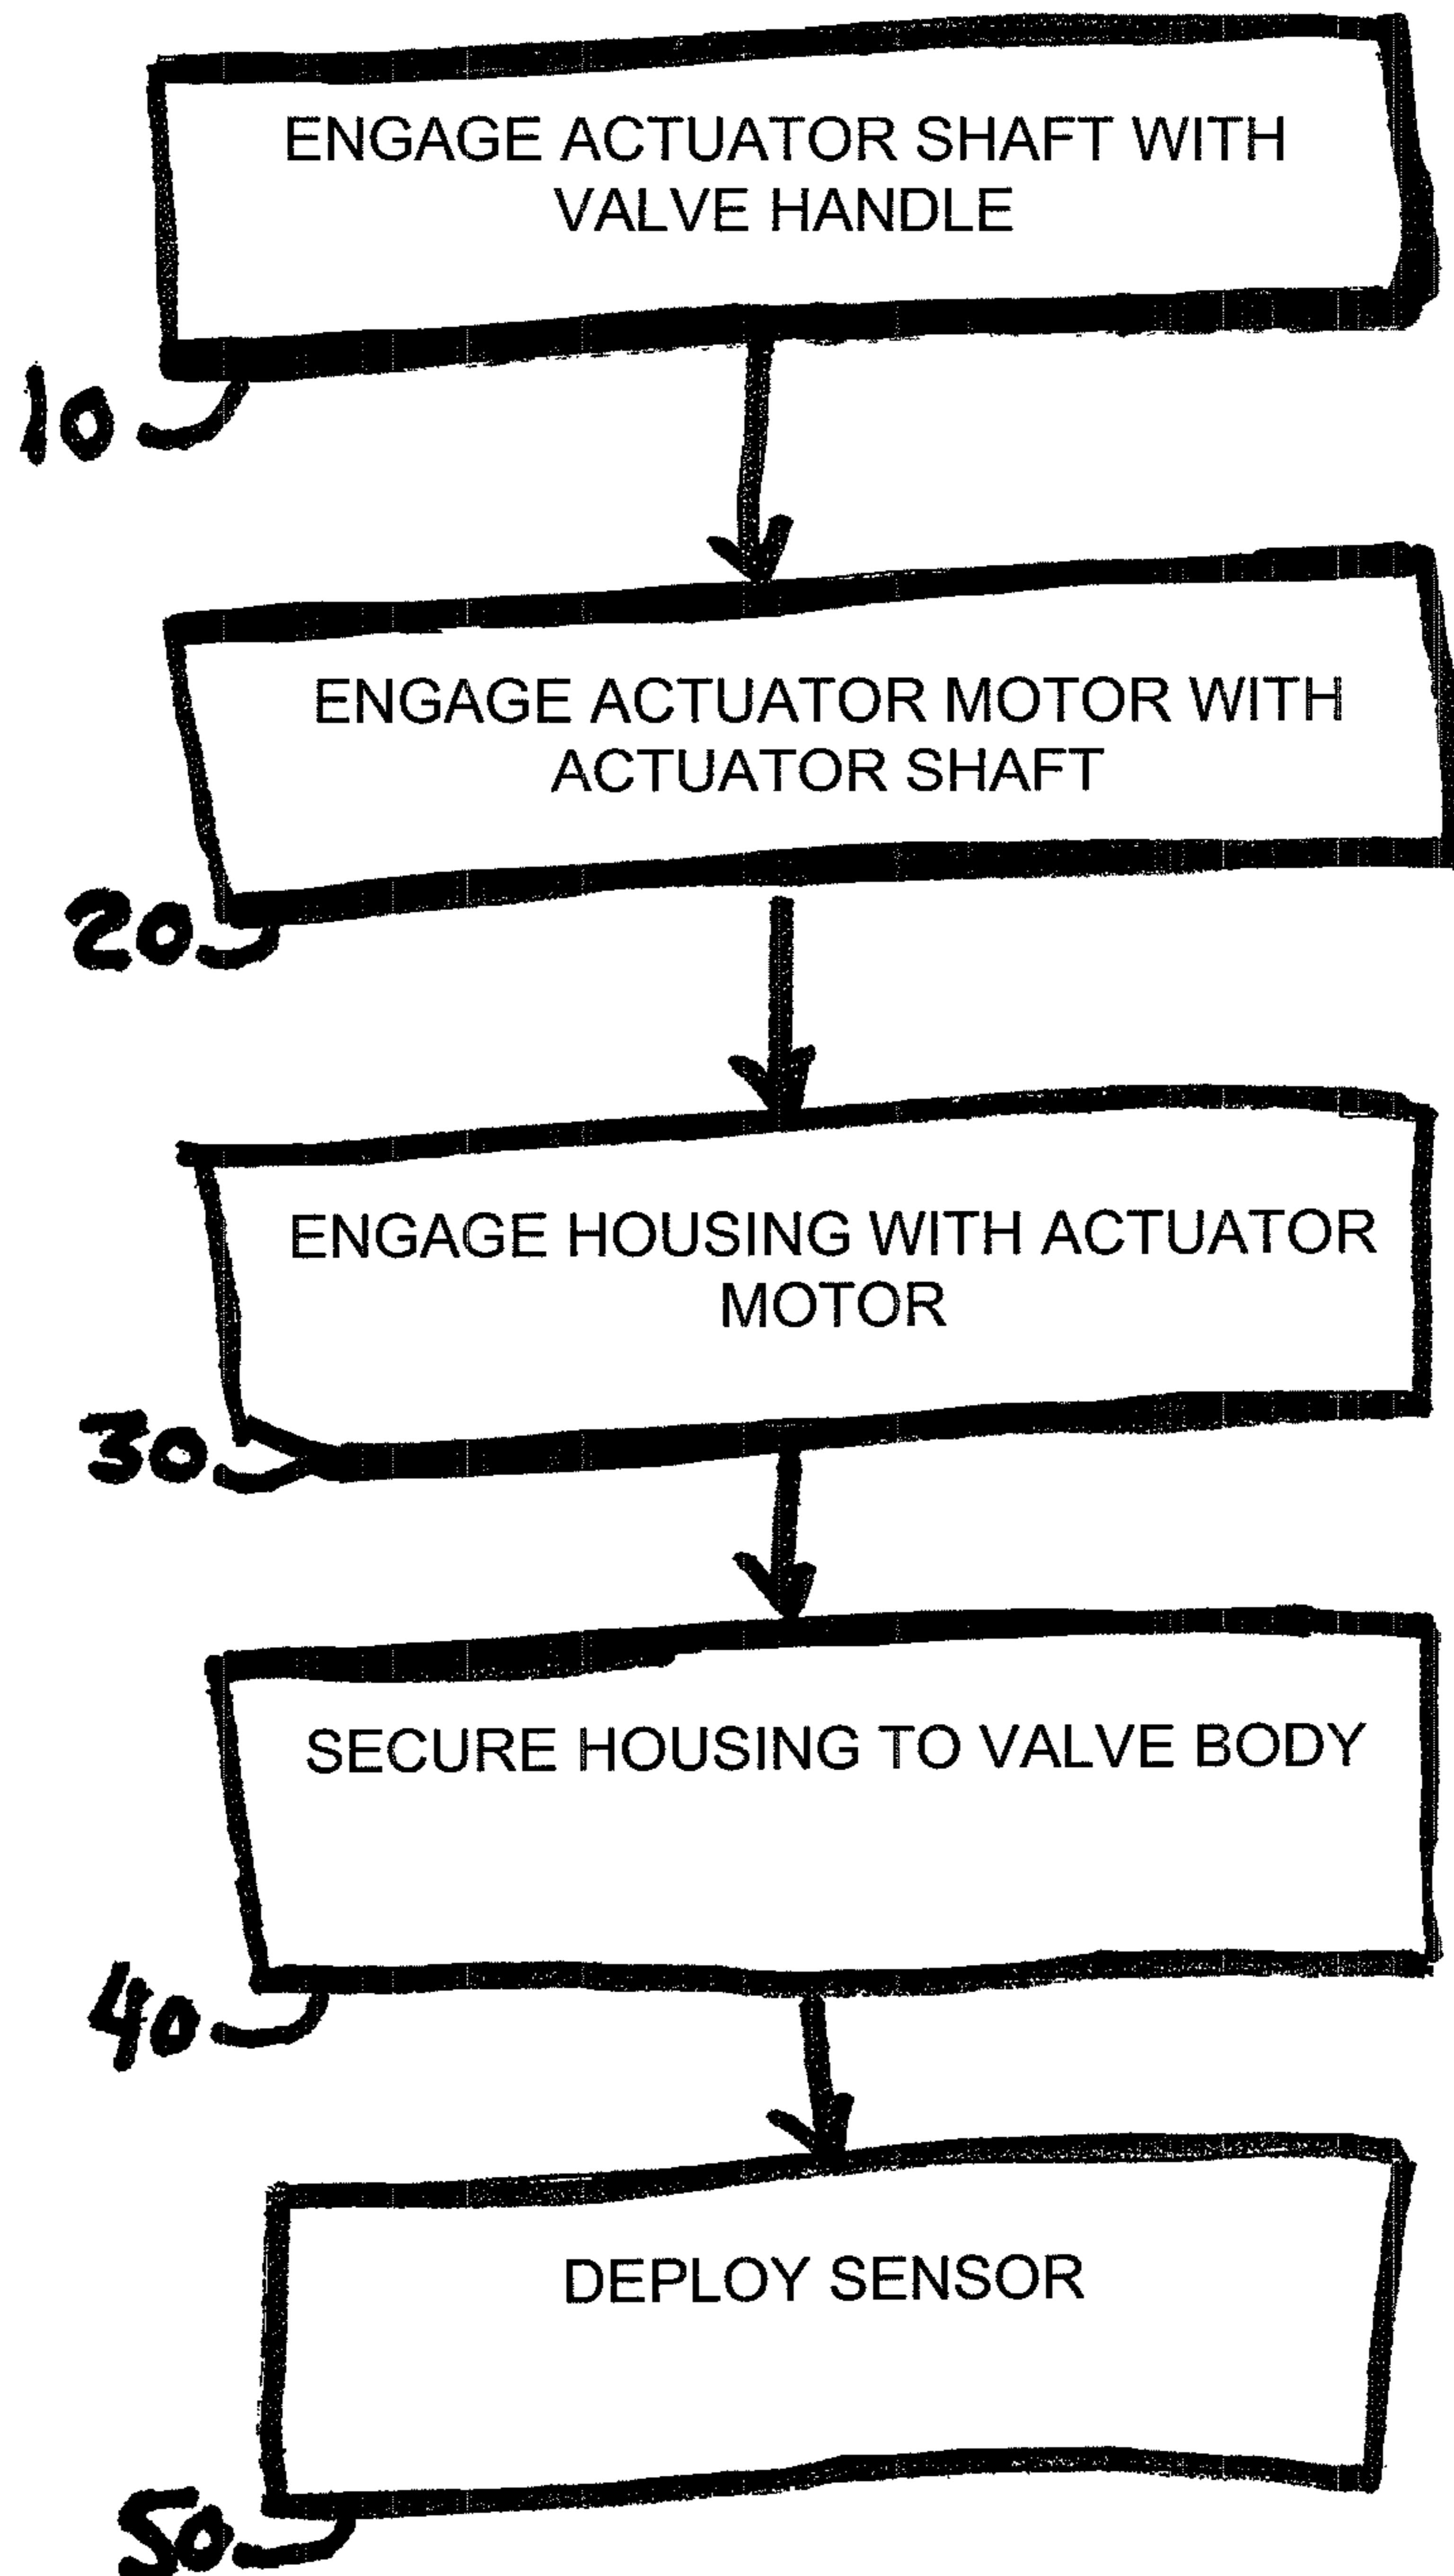 ENGAGE ACTUATOR SHAFT WITH
VALVE HANDLE
10
ENGAGE ACTUATOR MOTOR WITH
ACTUATOR SHAFT
20
ENGAGE HOUSING WITH ACTUATOR
MOTOR
30
SECURE HOUSING TO VALVE BODY
40
DEPLOY SENSOR
50